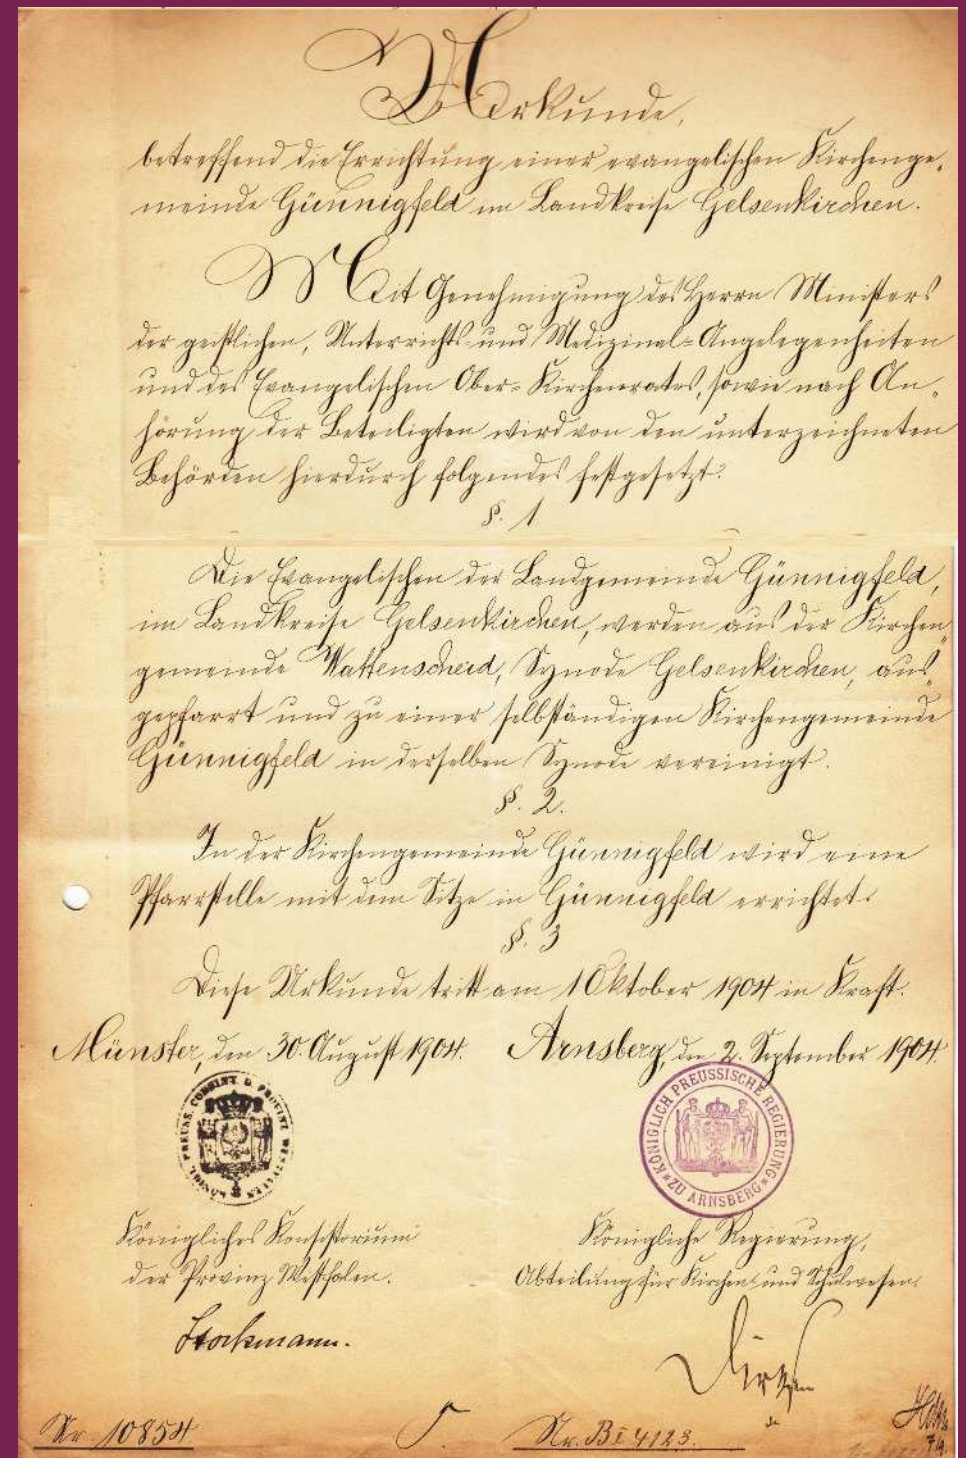 Urkunde,
betreffend die Errichtung einer evangelischen Kirchenge-
meinde Günnigfeld im Landkreise Gelsenkirchen.
Mit Genehmigung des Herrn Ministers
der geistlichen, Unterrichts- und Medizinal-Angelegenheiten
und des Evangelischen Ober-Kirchenrates, sowie nach An-
hörung der Beteiligten wird von den unterzeichneten
Behörden hierdurch folgendes festgesetzt:
§. 1
Die Evangelischen der Landgemeinde Günnigfeld,
im Landkreise Gelsenkirchen, werden aus der Kirchen-
gemeinde Wattenscheid, Synode Gelsenkirchen, aus-
gepfarrt und zu einer selbständigen Kirchengemeinde
Günnigfeld in derselben Synode vereinigt.
§. 2.
In der Kirchengemeinde Günnigfeld wird eine
Pfarrstelle mit dem Sitze in Günnigfeld errichtet.
§. 3
Diese Urkunde tritt am 1 Oktober 1904 in Kraft.
Münster, den 30. August 1904. Arnsberg, den 2. September 1904.
KÖNIGL. PREUSS. CONSIST. D. PROVINZ WESTFALEN
KÖNIGLICH PREUSSISCHE REGIERUNG ZU ARNSBERG
Königliches Konsistorium Königliche Regierung,
der Provinz Westfalen. Abteilung für Kirchen- und Schulwesen.
Stockmann.
Nr. 10854 Nr. B I 4123.